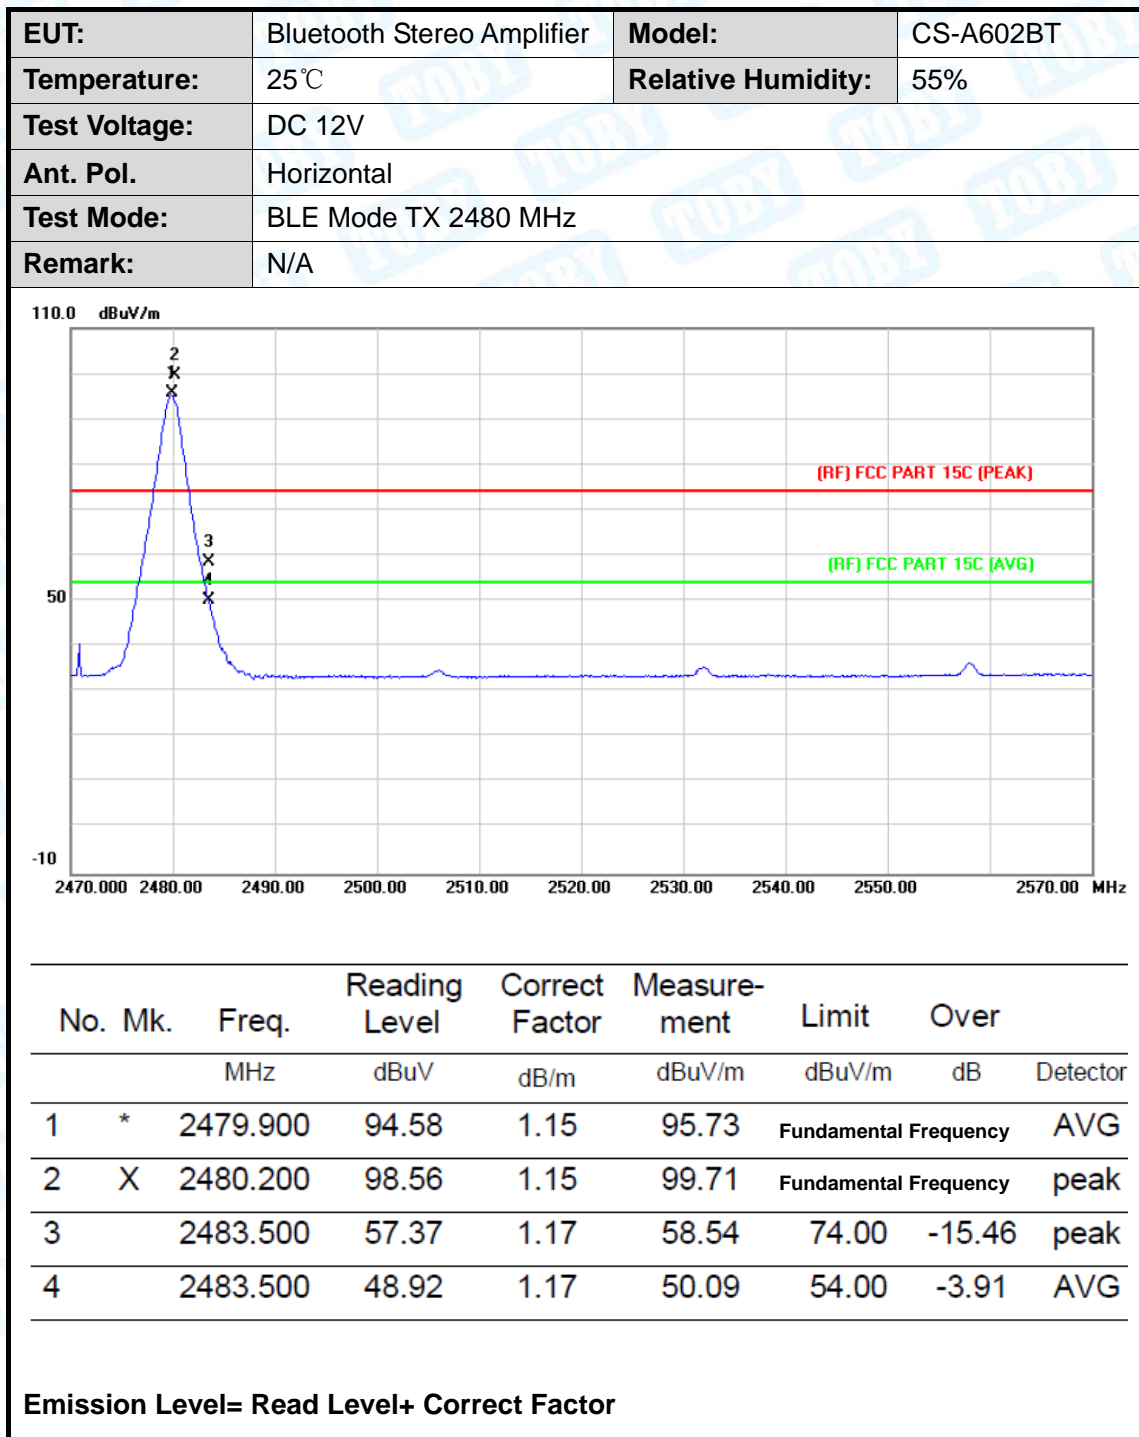 EUT: Bluetooth Stereo Amplifier Model: CS-A602BT
Temperature: 25℃ Relative Humidity: 55%
Test Voltage: DC 12V
Ant. Pol. Horizontal
Test Mode: BLE Mode TX 2480 MHz
Remark: N/A
110.0 dBuV/m
2
1
(RF) FCC PART 15C (PEAK)
3
(RF) FCC PART 15C (AVG)
4
50
-10
2470.000 2480.00 2490.00 2500.00 2510.00 2520.00 2530.00 2540.00 2550.00 2570.00 MHz
No. Mk. Freq. Reading Level Correct Factor Measure-ment Limit Over
MHz dBuV dB/m dBuV/m dBuV/m dB Detector
1 * 2479.900 94.58 1.15 95.73 Fundamental Frequency AVG
2 X 2480.200 98.56 1.15 99.71 Fundamental Frequency peak
3 2483.500 57.37 1.17 58.54 74.00 -15.46 peak
4 2483.500 48.92 1.17 50.09 54.00 -3.91 AVG
Emission Level= Read Level+ Correct Factor
TOBY